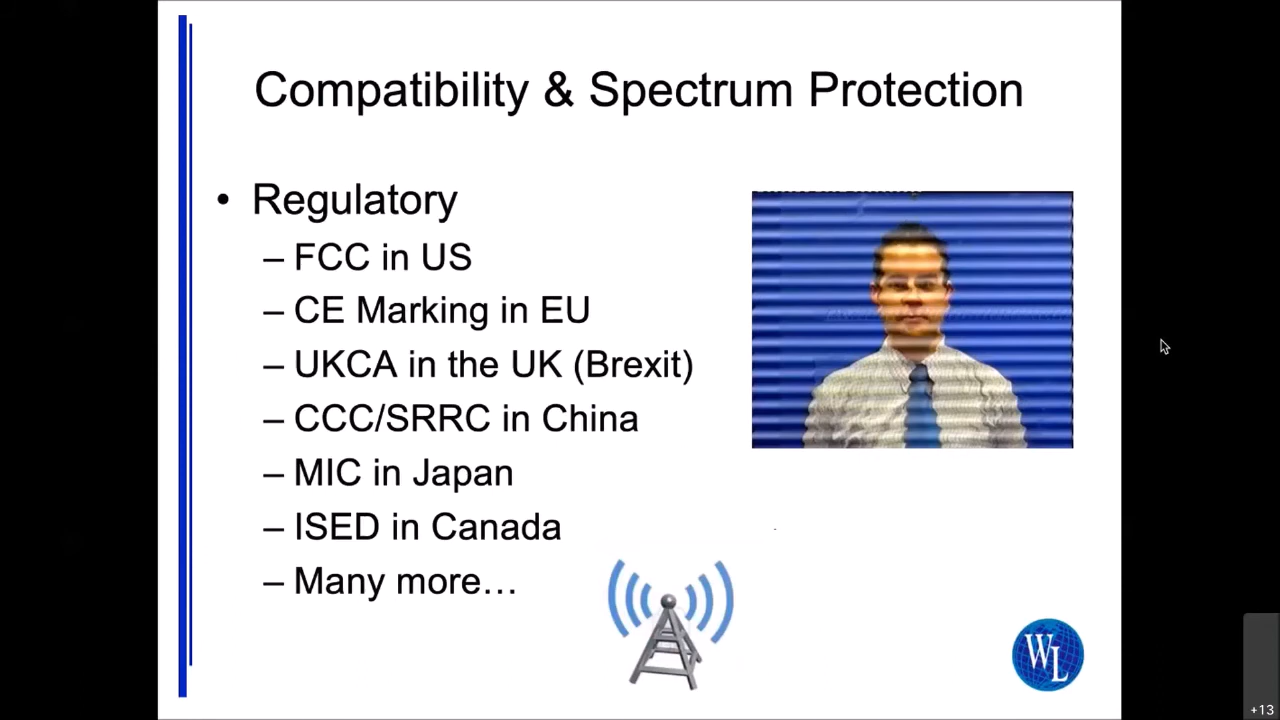 Compatibility & Spectrum Protection
• Regulatory
– FCC in US
– CE Marking in EU
– UKCA in the UK (Brexit)
– CCC/SRRC in China
– MIC in Japan
– ISED in Canada
– Many more…
WL
+13